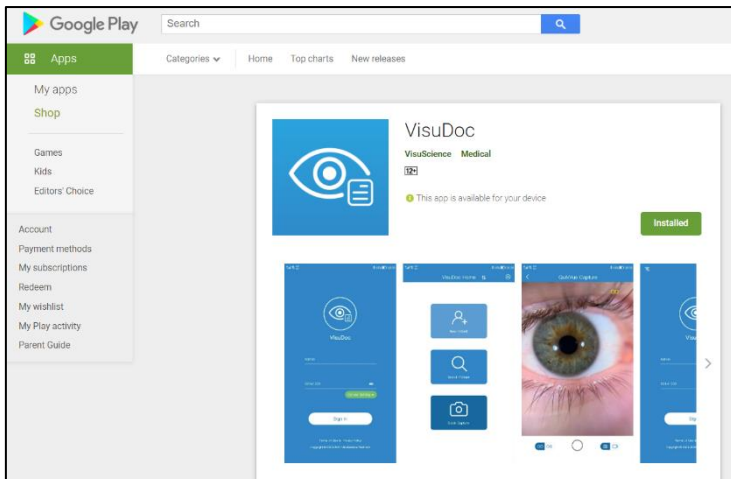 Google Play
Search
Apps
Categories
Home
Top charts
New releases
My apps
Shop
Games
Kids
Editors' Choice
Account
Payment methods
My subscriptions
Redeem
My wishlist
My Play activity
Parent Guide
VisuDoc
VisuScience Medical
12+
This app is available for your device
Installed
VisuDoc
Sign In
VisuDoc Home